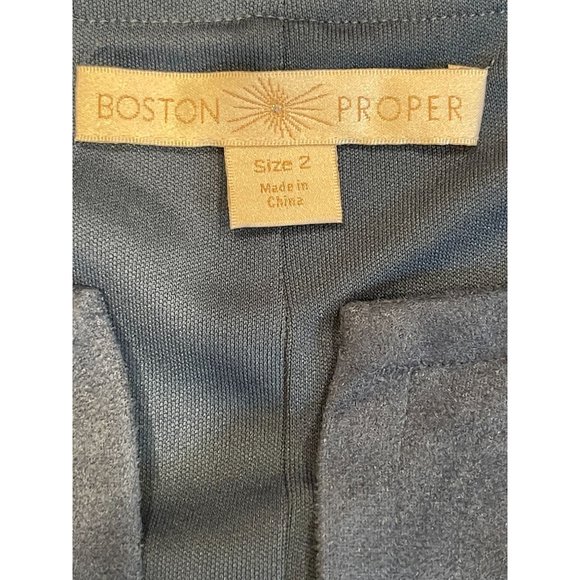 BOSTON PROPER
Size 2
Made in
China